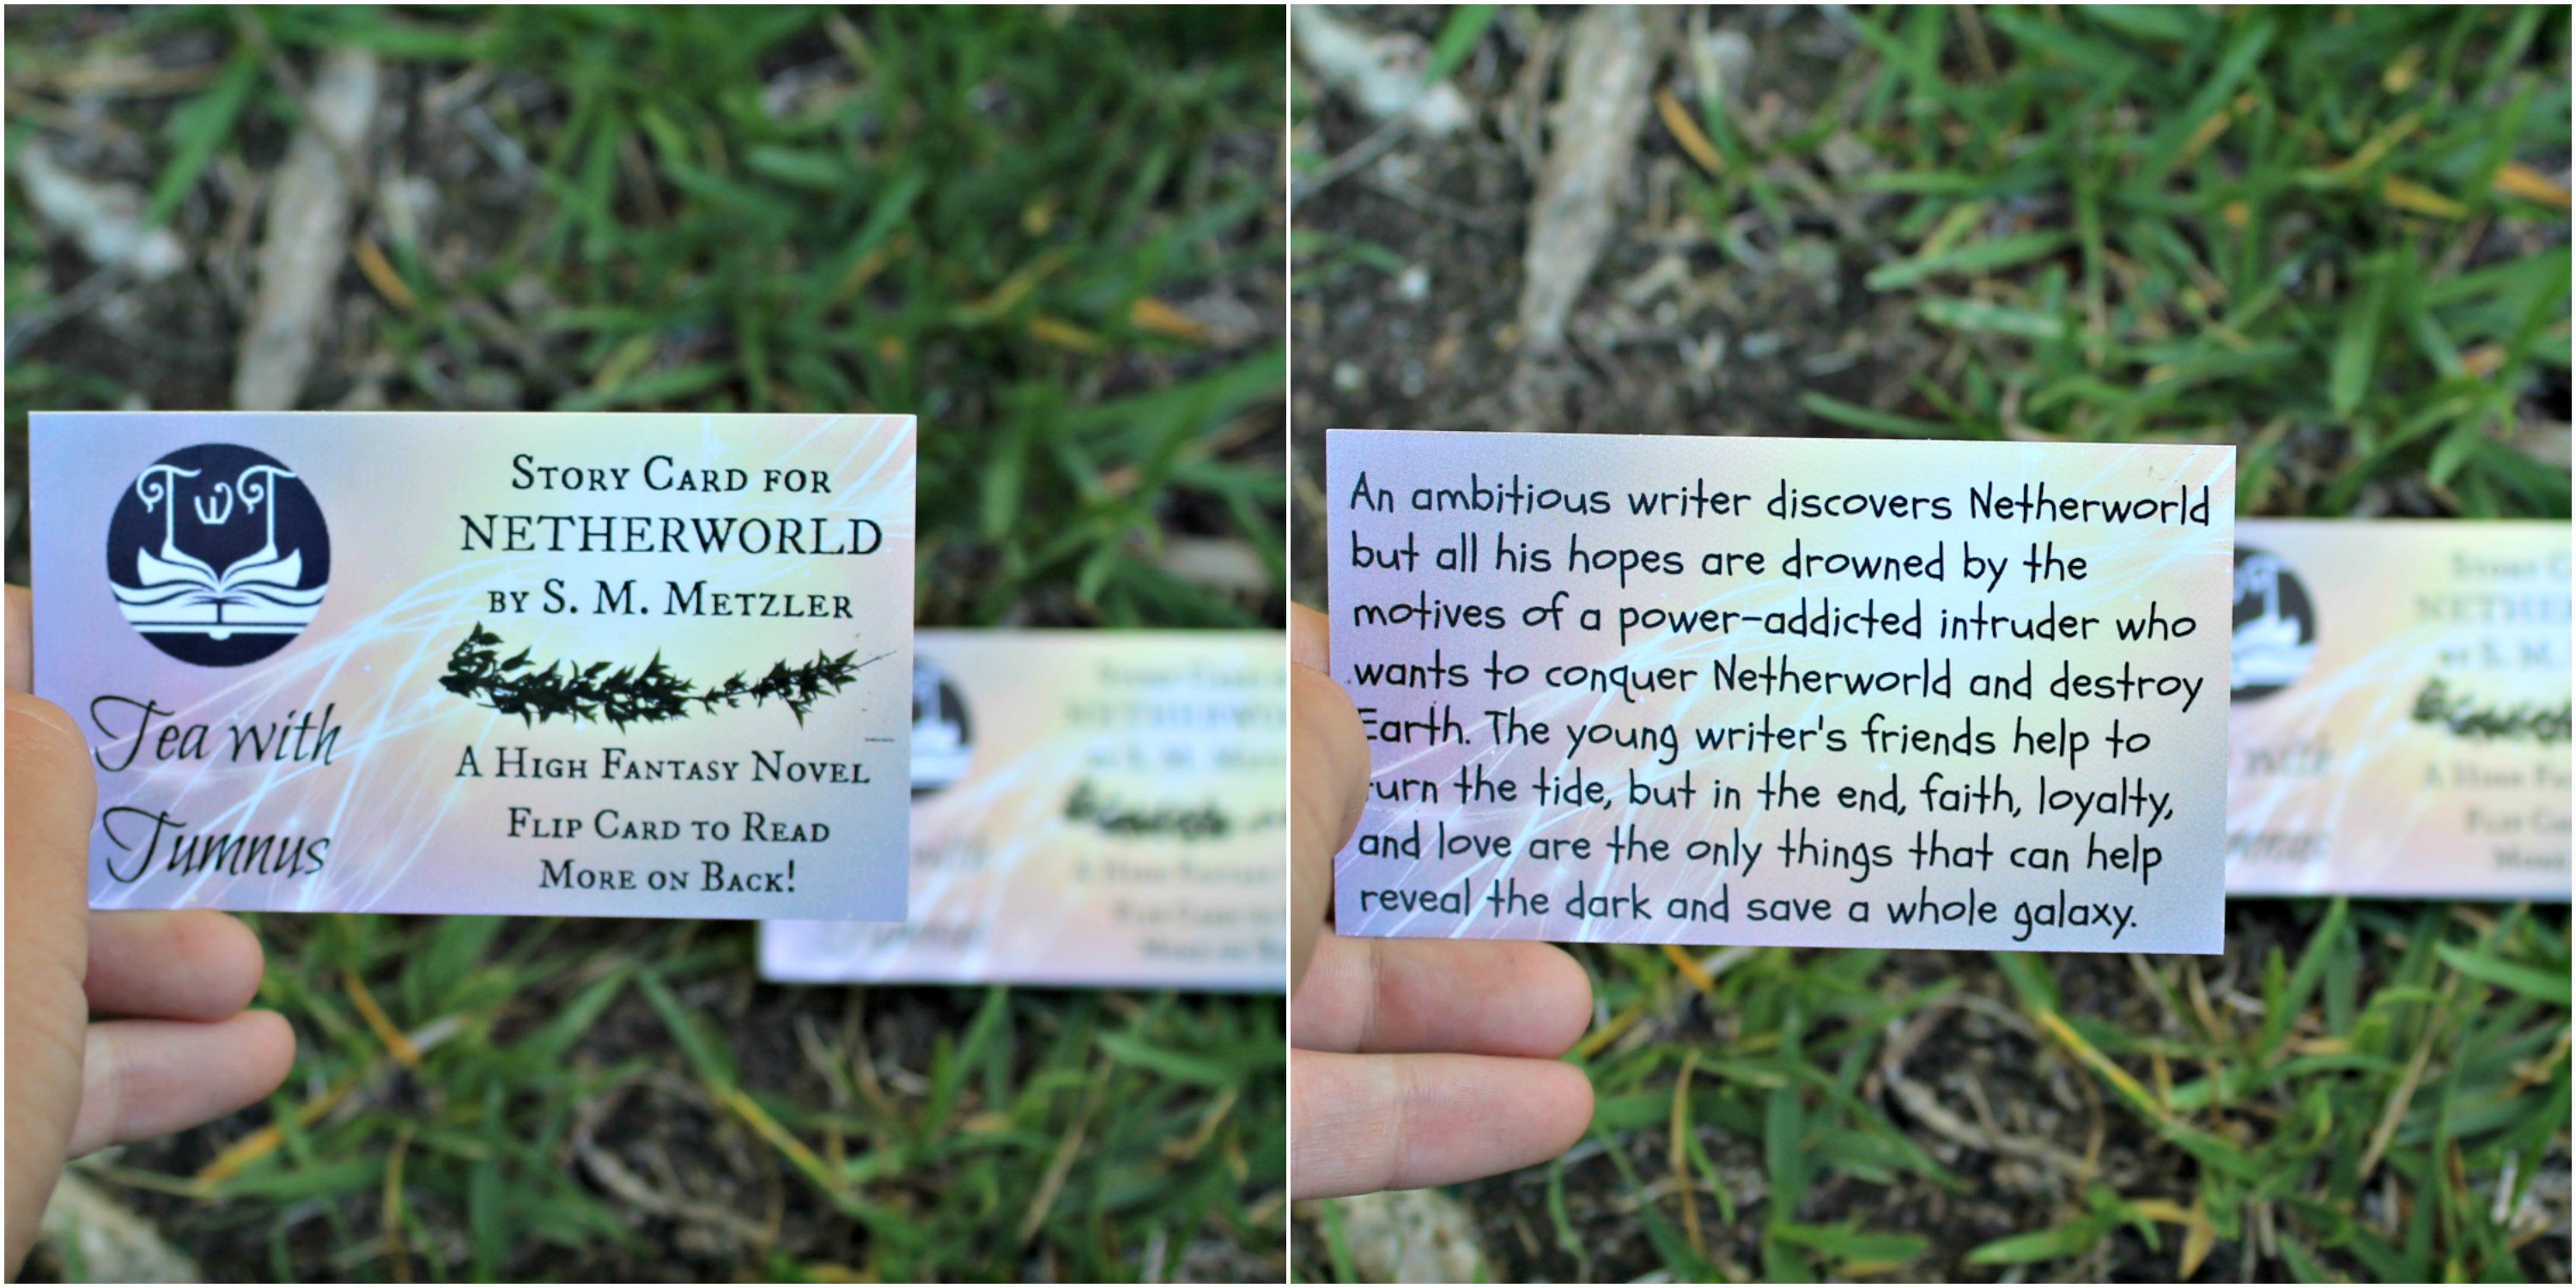 TWT
Tea with
Tumnus
STORY CARD FOR
NETHERWORLD
BY S. M. METZLER
A HIGH FANTASY NOVEL
FLIP CARD TO READ
MORE ON BACK!
An ambitious writer discovers Netherworld
but all his hopes are drowned by the
motives of a power-addicted intruder who
wants to conquer Netherworld and destroy
Earth. The young writer's friends help to
turn the tide, but in the end, faith, loyalty,
and love are the only things that can help
reveal the dark and save a whole galaxy.